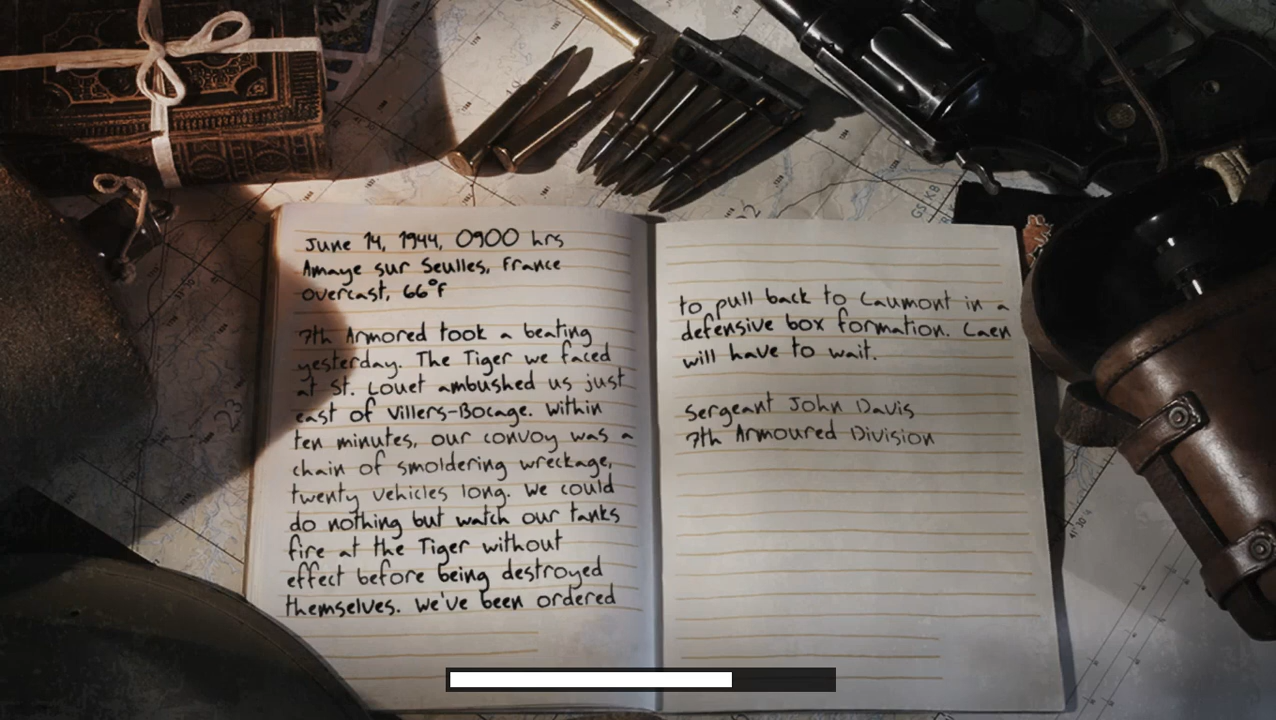 June 14, 1944, 0900 hrs
Amaye sur Seulles, France
Overcast, 66°F
7th Armored took a beating
yesterday. The Tiger we faced
at St. Louet ambushed us just
east of Villers-Bocage. Within
ten minutes, our convoy was a
chain of smoldering wreckage,
twenty vehicles long. We could
do nothing but watch our tanks
fire at the Tiger without
effect before being destroyed
themselves. We've been ordered
to pull back to Caumont in a
defensive box formation. Caen
will have to wait.
Sergeant John Davis
7th Armoured Division
GSKB